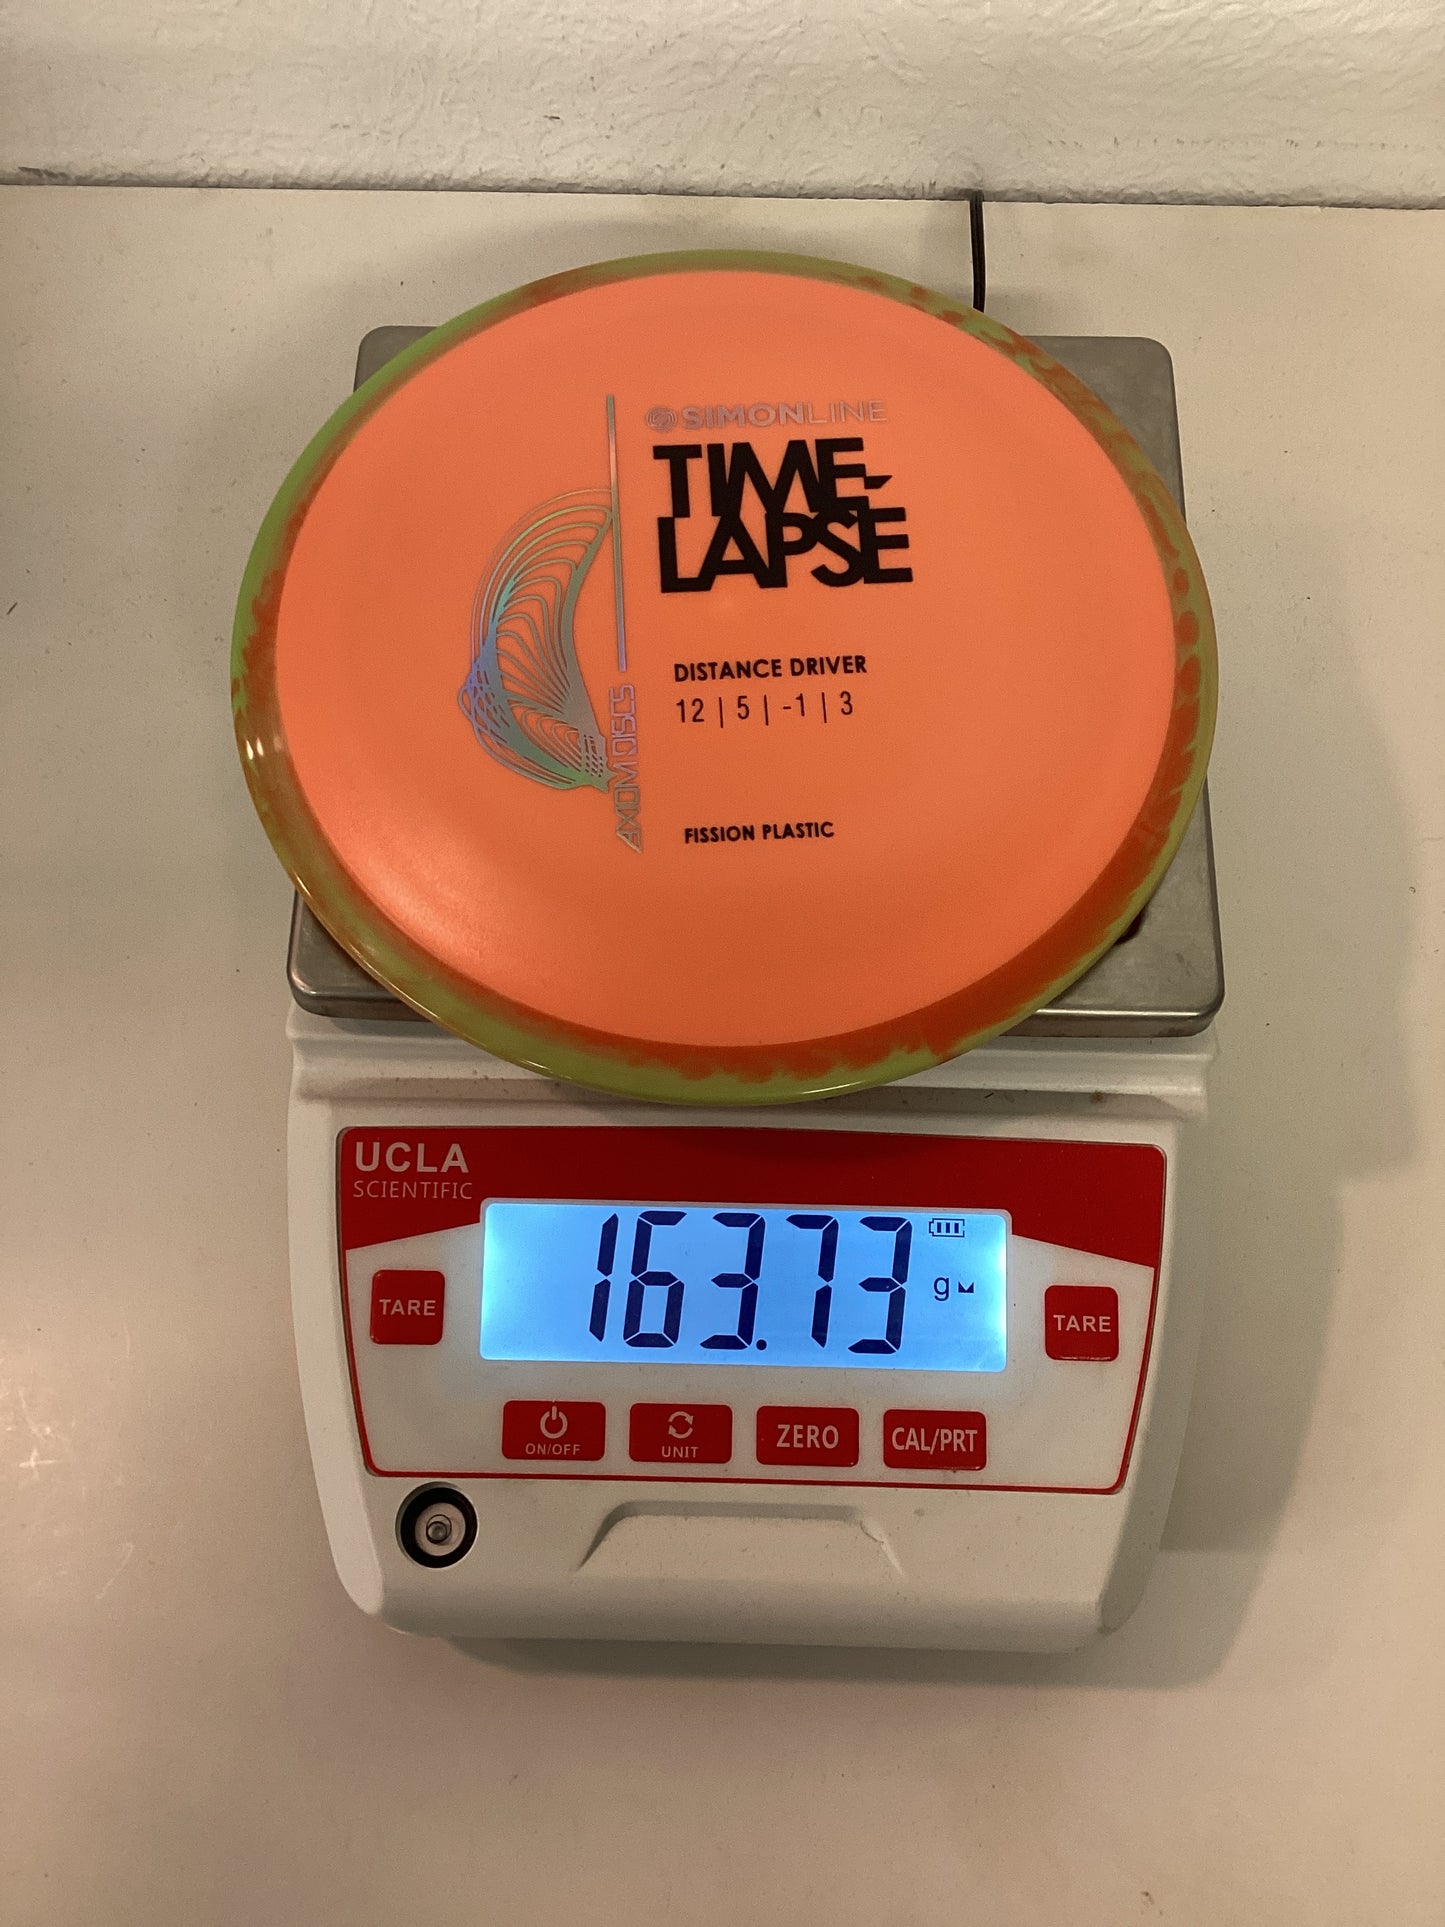 SIMONLINE
TIME-
LAPSE
DISTANCE DRIVER
12 | 5 | -1 | 3
AXIOM DISCS
FISSION PLASTIC
UCLA
SCIENTIFIC
163.73
g
TARE
TARE
ON/OFF
UNIT
ZERO
CAL/PRT